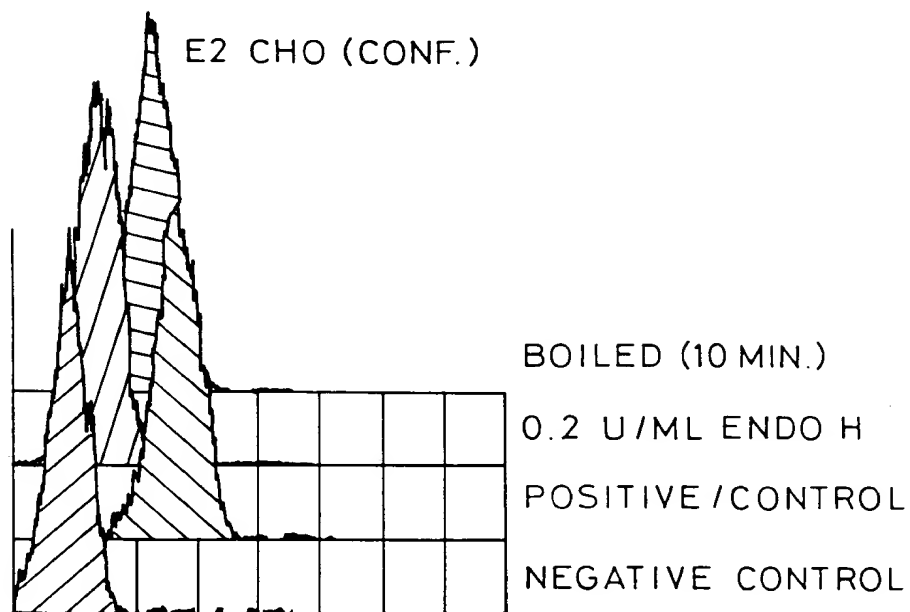 E2 CHO (CONF.)
BOILED (10 MIN.)
0.2 U/ML ENDO H
POSITIVE/CONTROL
NEGATIVE CONTROL